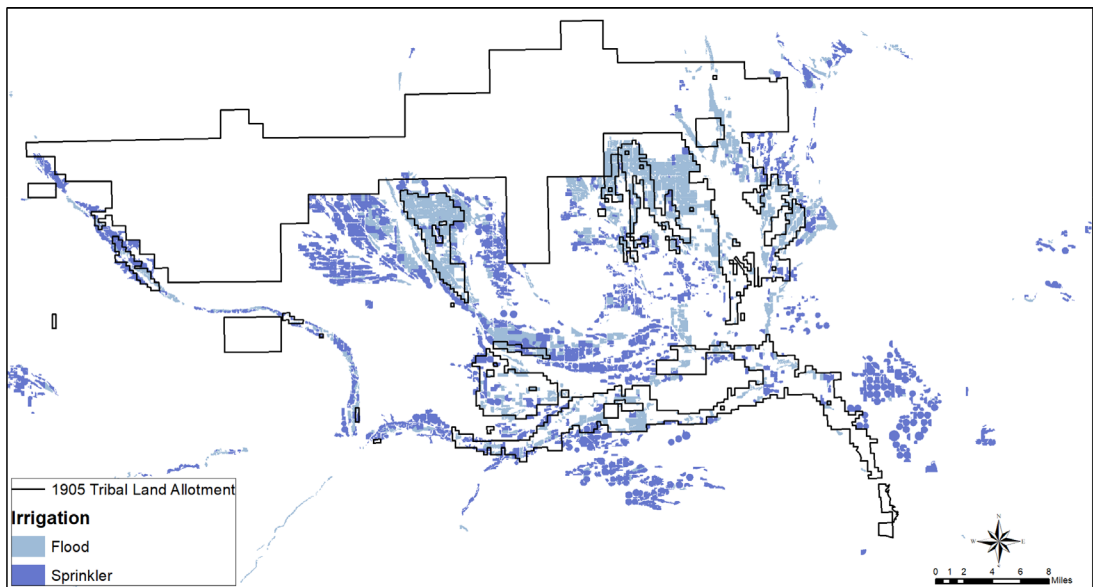 1905 Tribal Land Allotment
Irrigation
Flood
Sprinkler
N
W E
S
0 1 2 4 6 8
Miles